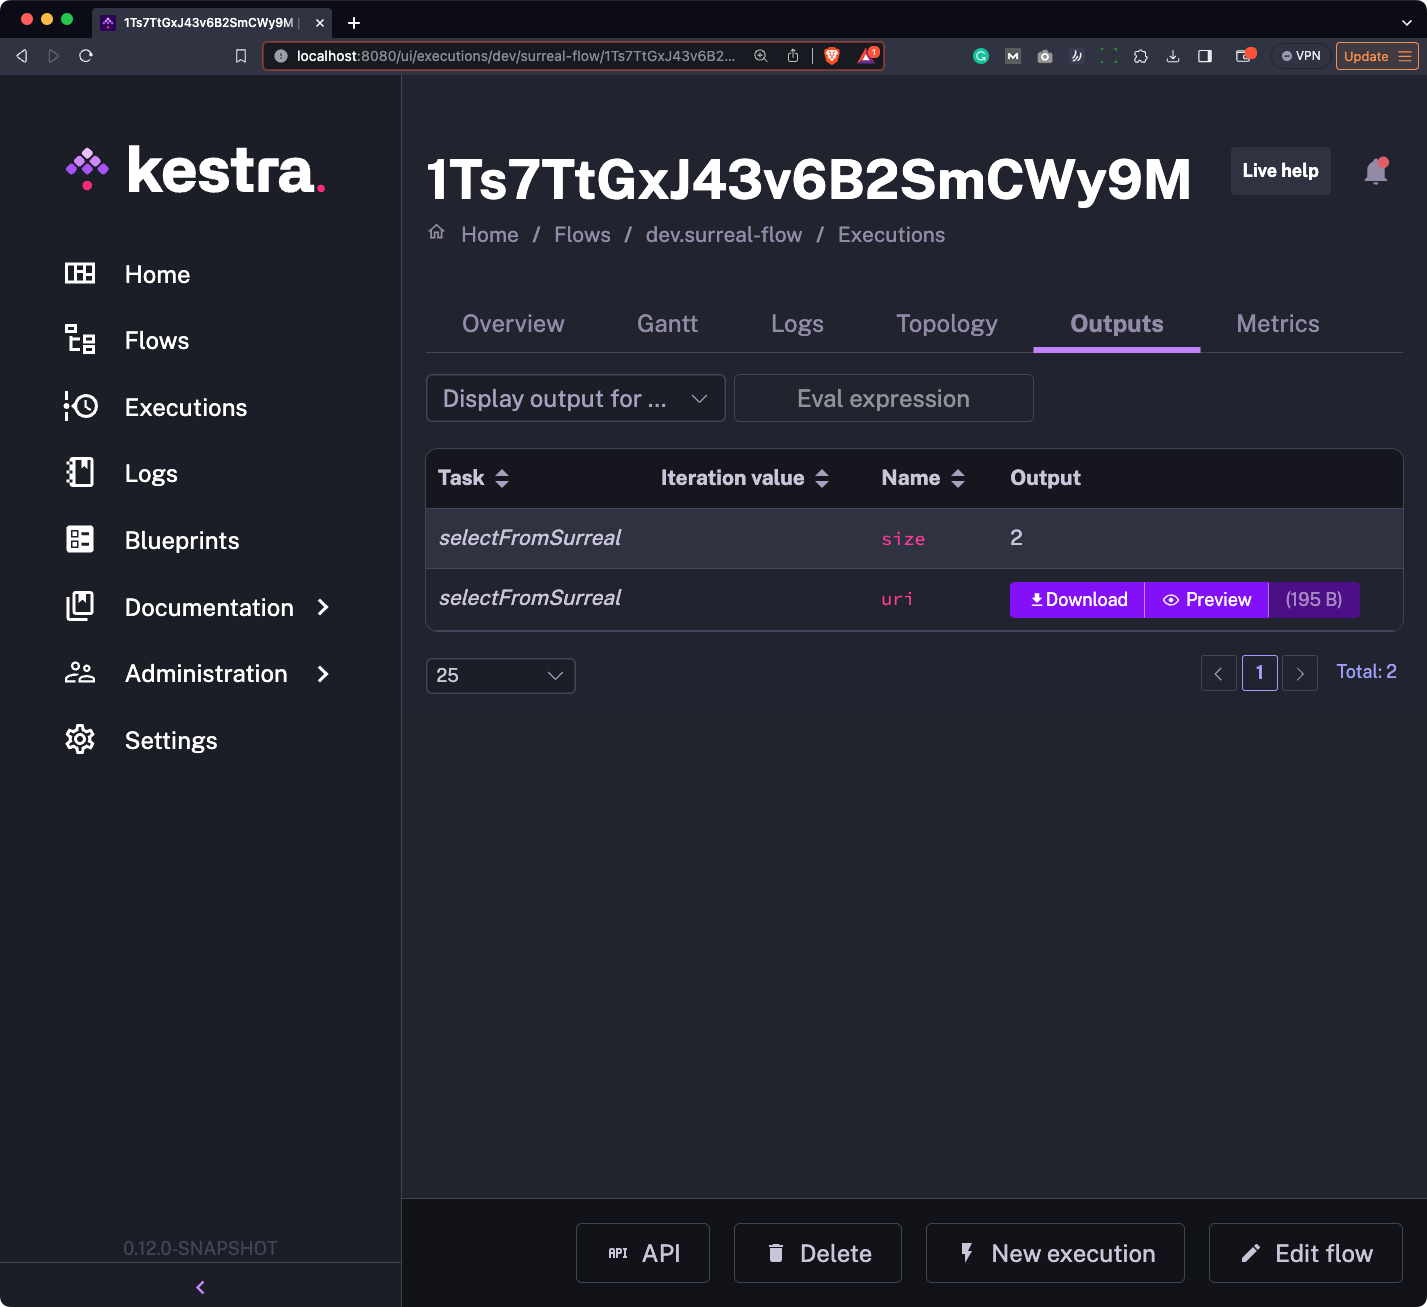 1Ts7TtGxJ43v6B2SmCWy9M |
localhost:8080/ui/executions/dev/surreal-flow/1Ts7TtGxJ43v6B2...
1
VPN
Update
kestra.
Home
Flows
Executions
Logs
Blueprints
Documentation
Administration
Settings
0.12.0-SNAPSHOT
1Ts7TtGxJ43v6B2SmCWy9M
Live help
Home / Flows / dev.surreal-flow / Executions
Overview Gantt Logs Topology Outputs Metrics
Display output for ... Eval expression
Task Iteration value Name Output
selectFromSurreal size 2
selectFromSurreal uri Download Preview (195 B)
25 1 Total: 2
API API Delete New execution Edit flow